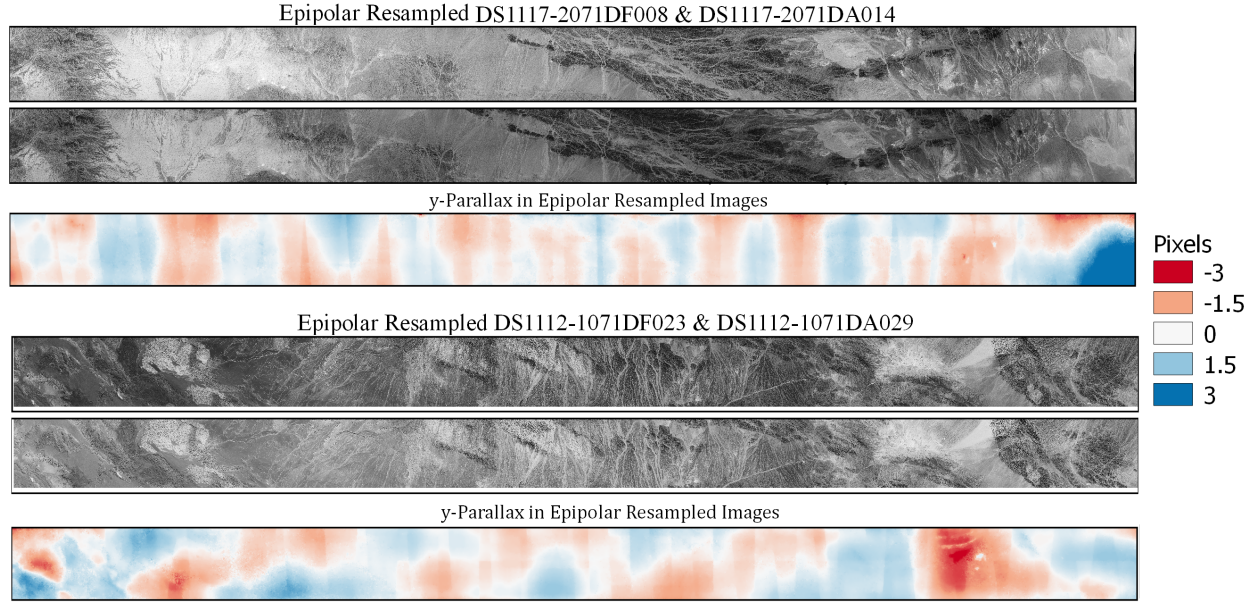 Epipolar Resampled DS1117-2071DF008 & DS1117-2071DA014
y-Parallax in Epipolar Resampled Images
Pixels
-3
-1.5
0
1.5
3
Epipolar Resampled DS1112-1071DF023 & DS1112-1071DA029
y-Parallax in Epipolar Resampled Images